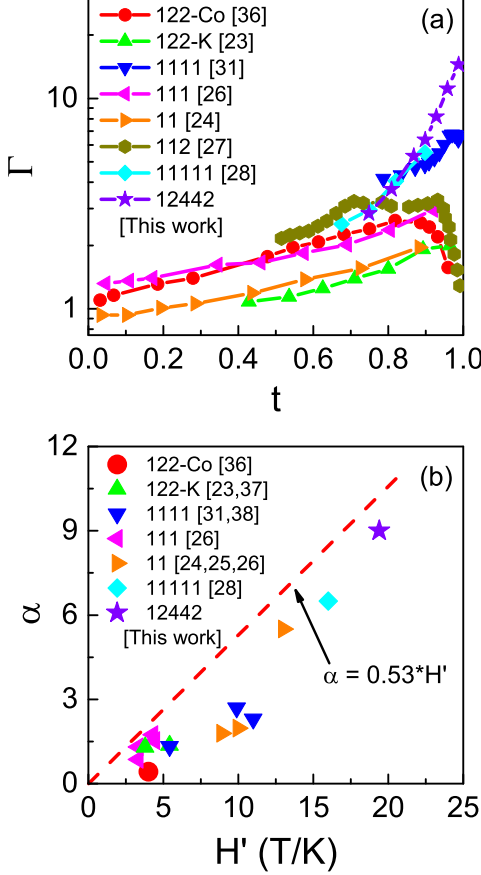 122-Co [36]
(a)
122-K [23]
1111 [31]
10
111 [26]
11 [24]
112 [27]
11111 [28]
12442
[This work]
Γ
1
0.0 0.2 0.4 0.6 0.8 1.0
t
12
122-Co [36]
(b)
122-K [23,37]
1111 [31,38]
9
111 [26]
11 [24,25,26]
11111 [28]
12442
[This work]
6
α
α = 0.53*H'
3
0
0 5 10 15 20 25
H' (T/K)